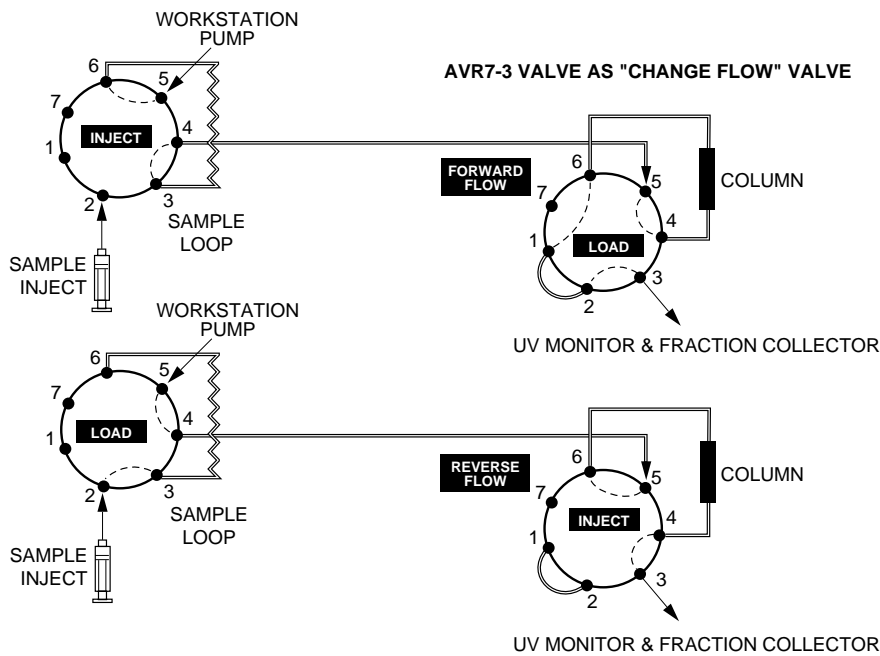 WORKSTATION
PUMP
6
5
7
4
INJECT
1
2
3
SAMPLE
LOOP
SAMPLE
INJECT
AVR7-3 VALVE AS "CHANGE FLOW" VALVE
FORWARD
FLOW
6
5
7
COLUMN
4
1
LOAD
3
2
UV MONITOR & FRACTION COLLECTOR
WORKSTATION
PUMP
6
5
7
4
1
LOAD
2
3
SAMPLE
LOOP
SAMPLE
INJECT
REVERSE
FLOW
6
5
7
COLUMN
4
INJECT
1
3
2
UV MONITOR & FRACTION COLLECTOR